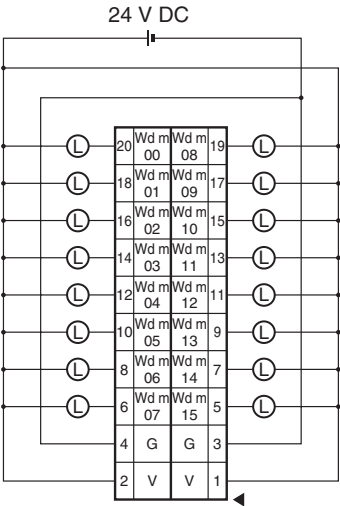 24 V DC
L 20 Wd m 00 Wd m 08 19 L
L 18 Wd m 01 Wd m 09 17 L
L 16 Wd m 02 Wd m 10 15 L
L 14 Wd m 03 Wd m 11 13 L
L 12 Wd m 04 Wd m 12 11 L
L 10 Wd m 05 Wd m 13 9 L
L 8 Wd m 06 Wd m 14 7 L
L 6 Wd m 07 Wd m 15 5 L
4 G G 3
2 V V 1